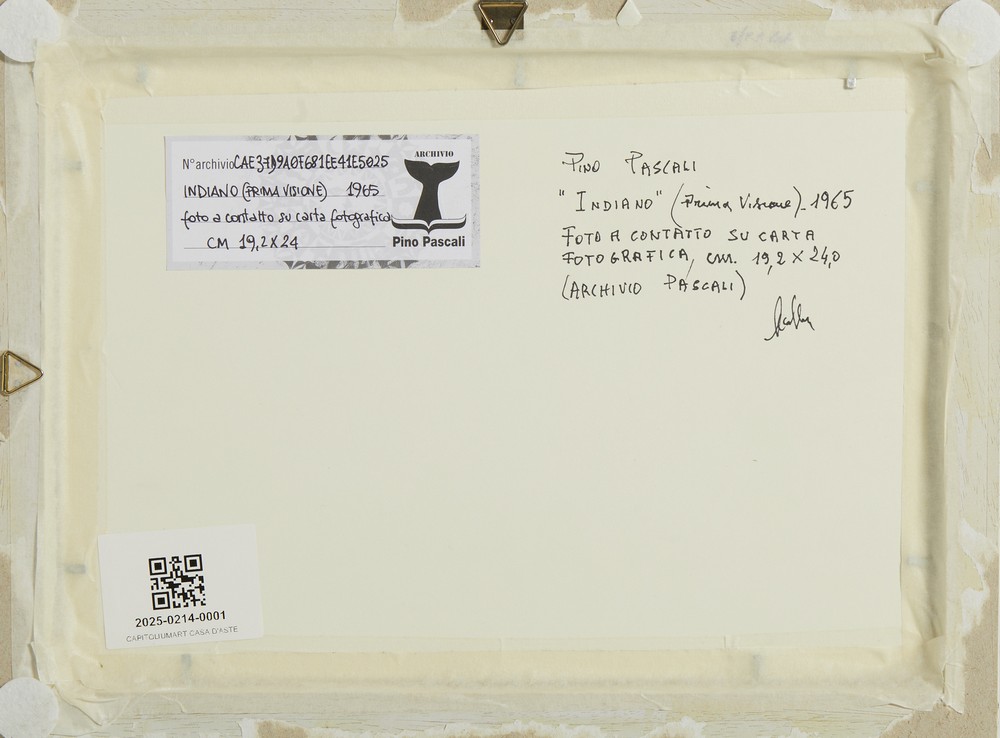 N° archivio CAE37D9A0F681EE41E5025
INDIANO (PRIMA VISIONE) 1965
foto a contatto su carta fotografica
CM 19,2 X 24
ARCHIVIO
Pino Pascali
PINO PASCALI
"INDIANO" (Prima Visione) - 1965
FOTO A CONTATTO SU CARTA
FOTOGRAFICA, cm. 19,2 X 24,0
(ARCHIVIO PASCALI)
2025-0214-0001
CAPITOLIUMART CASA D'ASTE